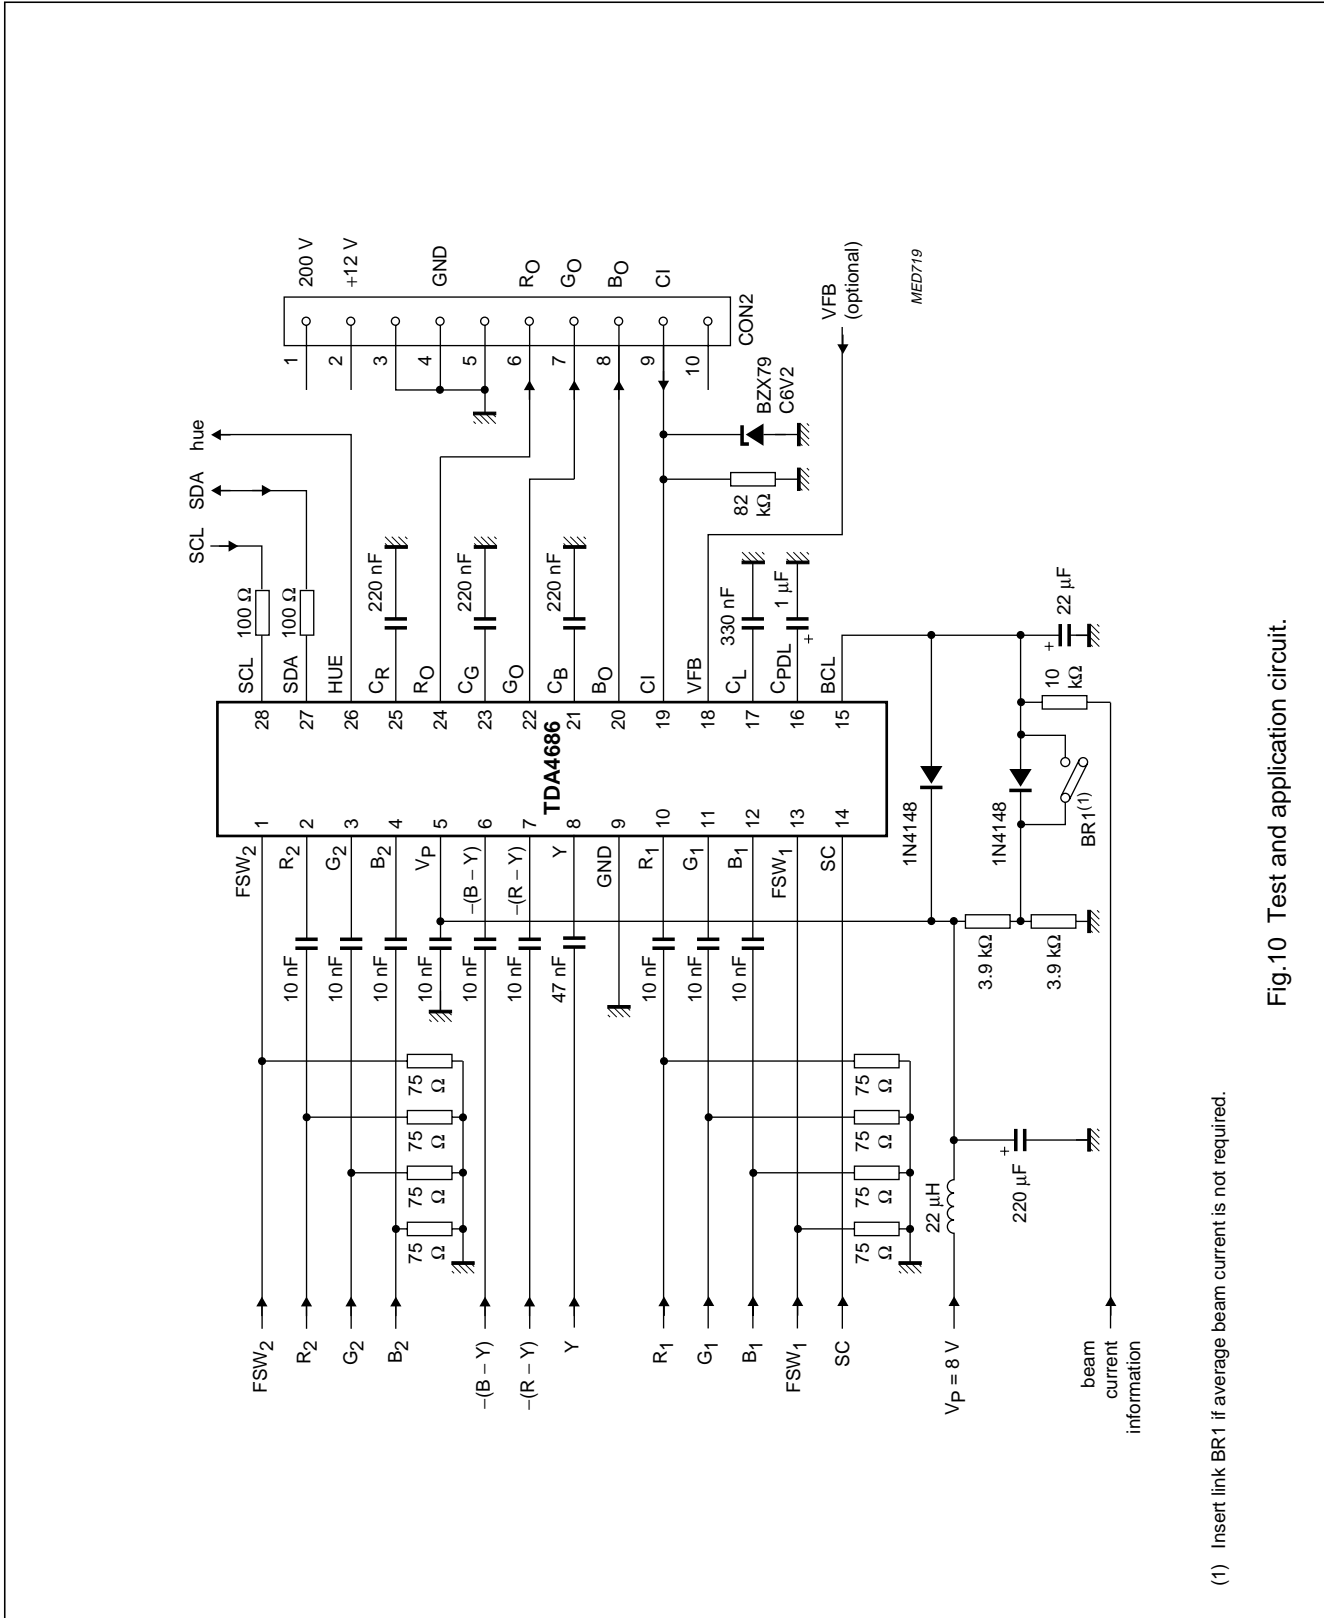 200 V
+12 V
GND
RO
GO
BO
CI
1
2
3
4
5
6
7
8
9
10
CON2
VFB
(optional)
MED719
BZX79
C6V2
82
kΩ
SCL
SDA
hue
100 Ω
100 Ω
220 nF
220 nF
220 nF
330 nF
1 µF
+
SCL
SDA
HUE
CR
RO
CG
GO
CB
BO
CI
VFB
CL
CPDL
BCL
28
27
26
25
24
23
22
21
20
19
18
17
16
15
TDA4686
1
2
3
4
5
6
7
8
9
10
11
12
13
14
FSW2
R2
G2
B2
VP
−(B − Y)
−(R − Y)
Y
GND
R1
G1
B1
FSW1
SC
10 nF
10 nF
10 nF
10 nF
10 nF
10 nF
47 nF
10 nF
10 nF
10 nF
75
Ω
75
Ω
75
Ω
75
Ω
75
Ω
75
Ω
75
Ω
75
Ω
1N4148
1N4148
BR1(1)
10
kΩ
+
22 µF
3.9 kΩ
3.9 kΩ
22 µH
+
220 µF
FSW2
R2
G2
B2
−(B − Y)
−(R − Y)
Y
R1
G1
B1
FSW1
SC
VP = 8 V
beam
current
information
(1) Insert link BR1 if average beam current is not required.
Fig.10 Test and application circuit.